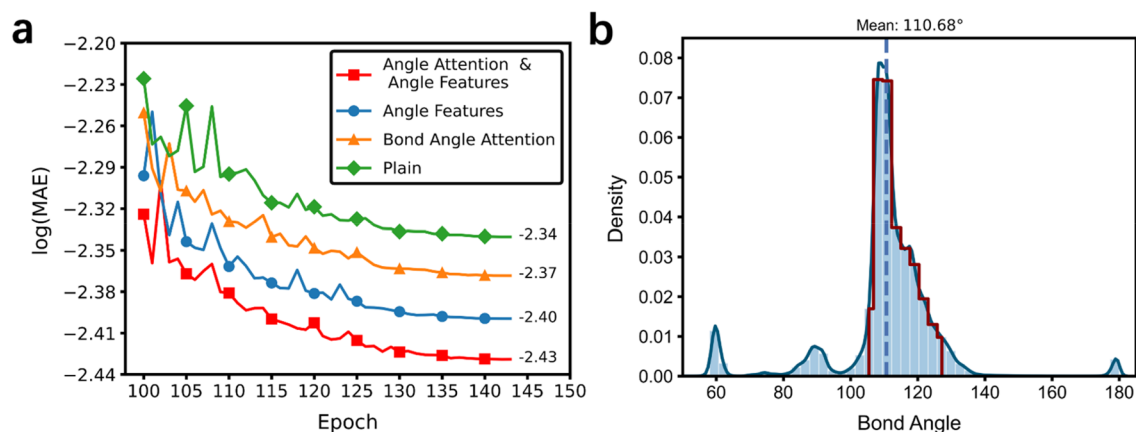 a
−2.20
−2.23
−2.26
−2.29
−2.32
−2.35
−2.38
−2.41
−2.44
log(MAE)
Angle Attention &
Angle Features
Angle Features
Bond Angle Attention
Plain
-2.34
-2.37
-2.40
-2.43
100 105 110 115 120 125 130 135 140 145 150
Epoch
b
Mean: 110.68°
0.08
0.07
0.06
0.05
0.04
0.03
0.02
0.01
0.00
Density
60 80 100 120 140 160 180
Bond Angle